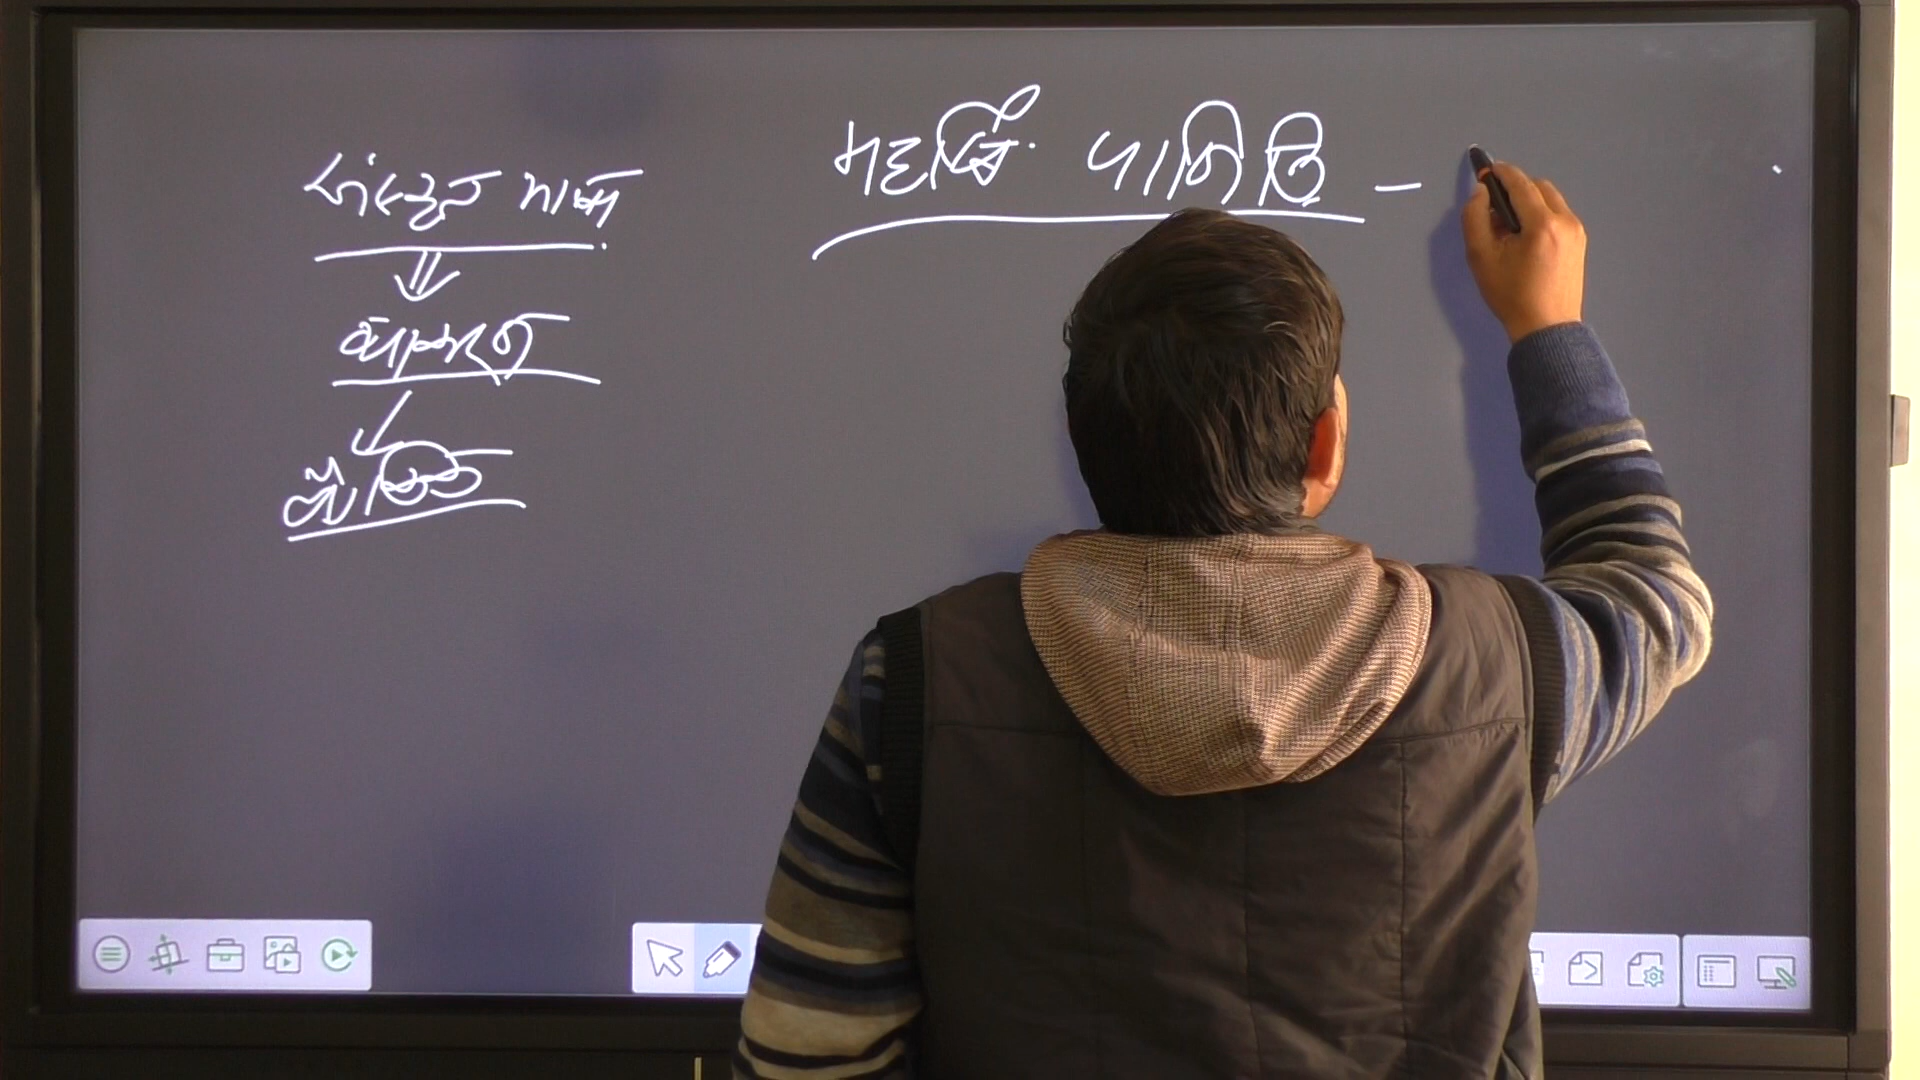 संस्कृत भाषा
व्याकरण
वैदिक
महर्षि पाणिनि –